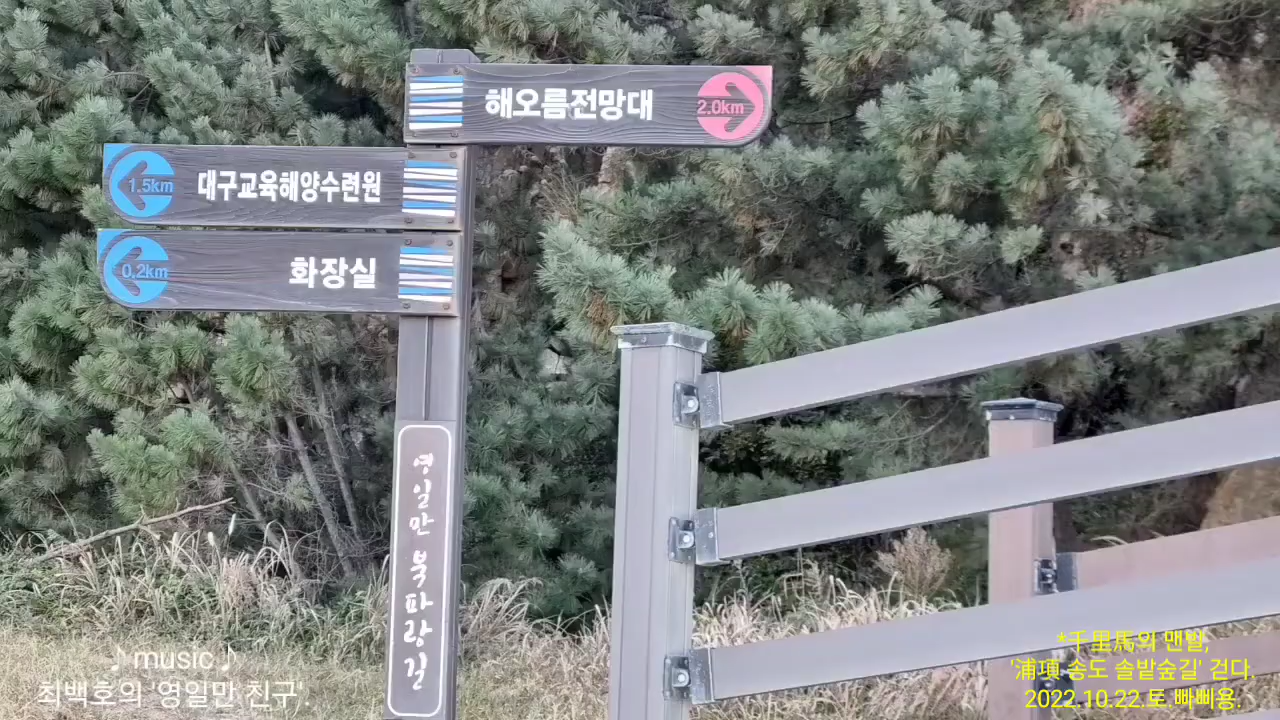 해오름전망대 2.0km
1.5km 대구교육해양수련원
0.2km 화장실
영일만 북파랑길
♪music♪
최백호의 '영일만 친구'.
*千里馬의 맨발,
'浦項 송도 솔밭숲길' 걷다.
2022.10.22.토.빠삐용.